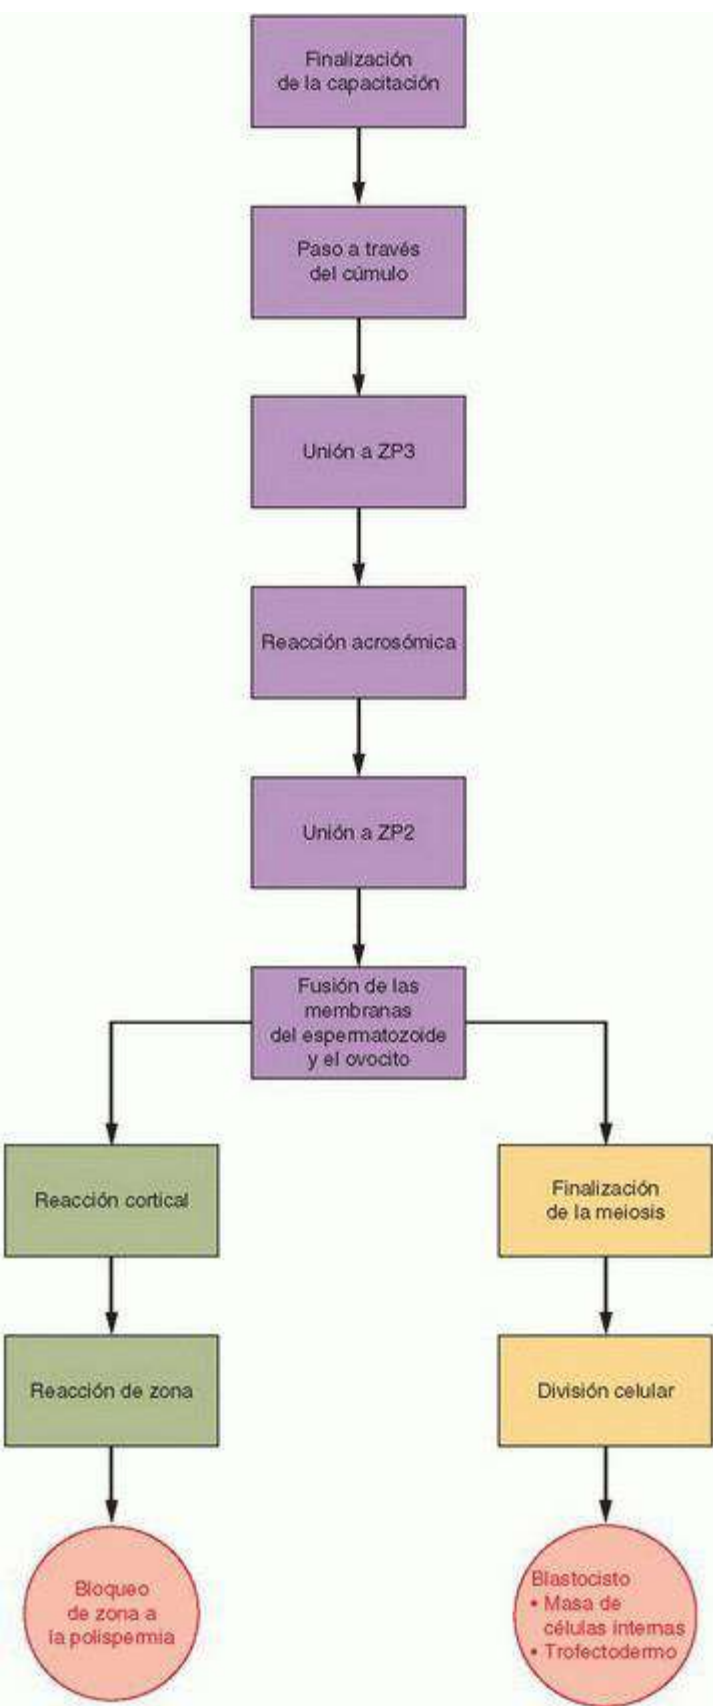 Finalización
de la capacitación
Paso a través
del cúmulo
Unión a ZP3
Reacción acrosómica
Unión a ZP2
Fusión de las
membranas
del espermatozoide
y el ovocito
Reacción cortical
Finalización
de la meiosis
Reacción de zona
División celular
Bloqueo
de zona a
la polispermia
Blastocisto
• Masa de
células internas
• Trofectodermo